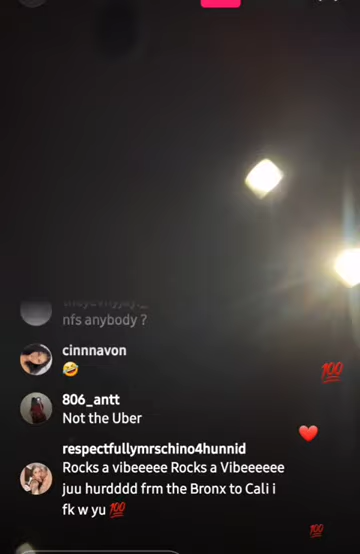 nfs anybody ?
cinnnavon
🤣
806_antt
Not the Uber
respectfullymrschino4hunnid
Rocks a vibeeeee Rocks a Vibeeeeee
juu hurdddd frm the Bronx to Cali i
fk w yu 💯